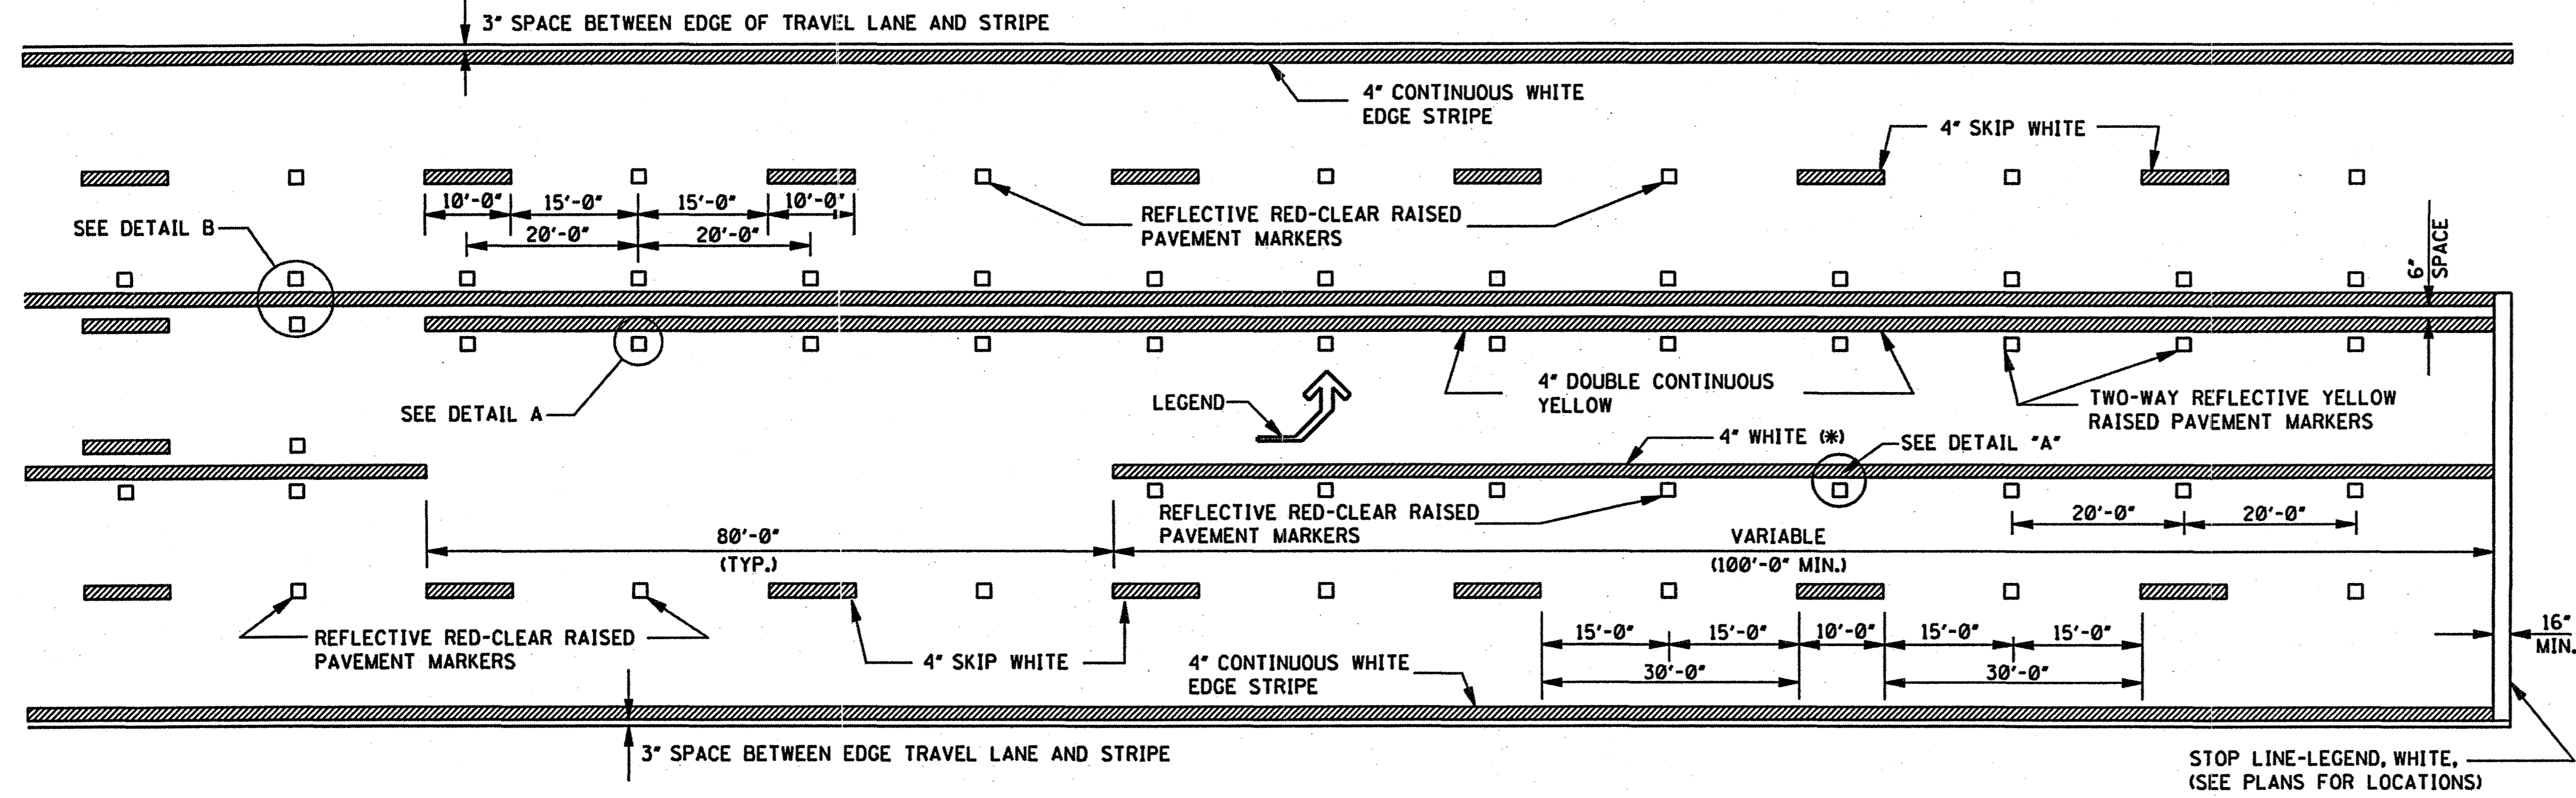 3" SPACE BETWEEN EDGE OF TRAVEL LANE AND STRIPE
4" CONTINUOUS WHITE
EDGE STRIPE
4" SKIP WHITE
10'-0" 15'-0" 15'-0" 10'-0"
20'-0" 20'-0"
REFLECTIVE RED-CLEAR RAISED
PAVEMENT MARKERS
SEE DETAIL B
6"
SPACE
SEE DETAIL A
LEGEND
4" DOUBLE CONTINUOUS
YELLOW
TWO-WAY REFLECTIVE YELLOW
RAISED PAVEMENT MARKERS
4" WHITE (*)
SEE DETAIL "A"
REFLECTIVE RED-CLEAR RAISED
PAVEMENT MARKERS
20'-0" 20'-0"
80'-0"
(TYP.)
VARIABLE
(100'-0" MIN.)
REFLECTIVE RED-CLEAR RAISED
PAVEMENT MARKERS
4" SKIP WHITE
4" CONTINUOUS WHITE
EDGE STRIPE
15'-0" 15'-0" 10'-0" 15'-0" 15'-0"
30'-0" 30'-0"
16"
MIN.
3" SPACE BETWEEN EDGE TRAVEL LANE AND STRIPE
STOP LINE-LEGEND, WHITE,
(SEE PLANS FOR LOCATIONS)